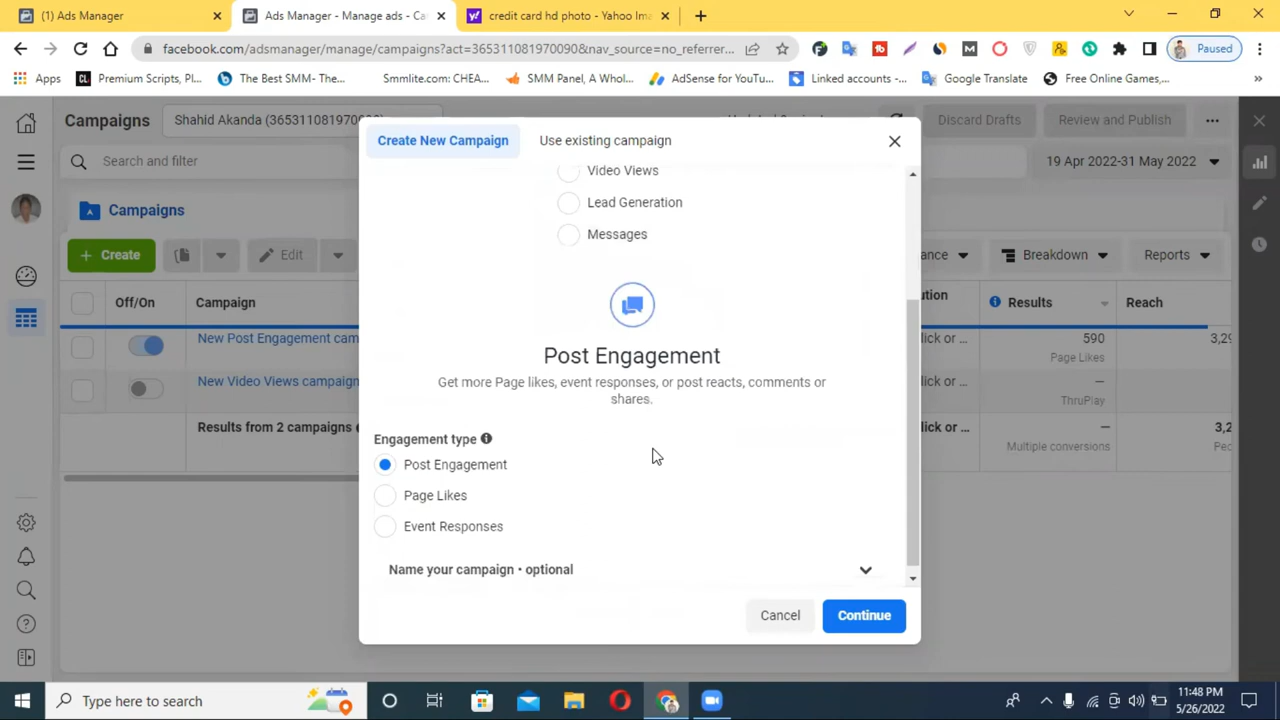 (1) Ads Manager
Ads Manager - Manage ads - Ca
credit card hd photo - Yahoo Ima
facebook.com/adsmanager/manage/campaigns?act=365311081970090&nav_source=no_referrer...
Paused
Apps
Premium Scripts, Pl...
The Best SMM- The...
Smmlite.com: CHEA...
SMM Panel, A Whol...
AdSense for YouTu...
Linked accounts -...
Google Translate
Free Online Games,...
Campaigns
Discard Drafts
Review and Publish
Create New Campaign
Use existing campaign
Search and filter
19 Apr 2022-31 May 2022
Video Views
Lead Generation
Messages
Campaigns
Create
Edit
Breakdown
Reports
Off/On
Campaign
Results
Reach
New Post Engagement cam
590
Page Likes
New Video Views campaign
—
ThruPlay
Results from 2 campaigns
—
Multiple conversions
Post Engagement
Get more Page likes, event responses, or post reacts, comments or
shares.
Engagement type
Post Engagement
Page Likes
Event Responses
Name your campaign • optional
Cancel
Continue
Type here to search
11:48 PM
5/26/2022